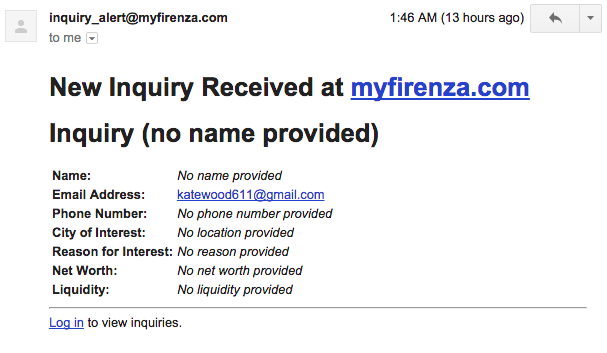 inquiry_alert@myfirenza.com 1:46 AM (13 hours ago)
to me
New Inquiry Received at myfirenza.com
Inquiry (no name provided)
Name: No name provided
Email Address: katewood611@gmail.com
Phone Number: No phone number provided
City of Interest: No location provided
Reason for Interest: No reason provided
Net Worth: No net worth provided
Liquidity: No liquidity provided
Log in to view inquiries.